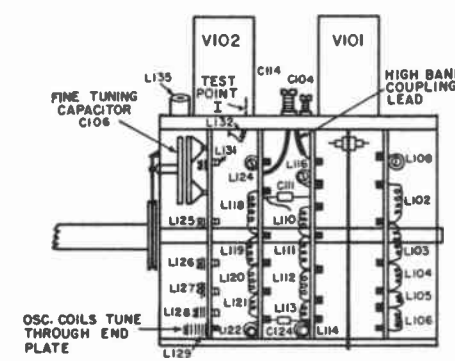 V102
V101
C114
L135
TEST
POINT
I
C104
HIGH BAND
COUPLING
LEAD
FINE TUNING
CAPACITOR
C106
L132
L131
L124
L116
L108
C111
L118
L110
L102
L125
L119
L111
L103
L126
L120
L112
L104
L127
L121
L113
L105
L128
L122
C124
L114
L106
OSC. COILS TUNE
THROUGH END
PLATE
L129